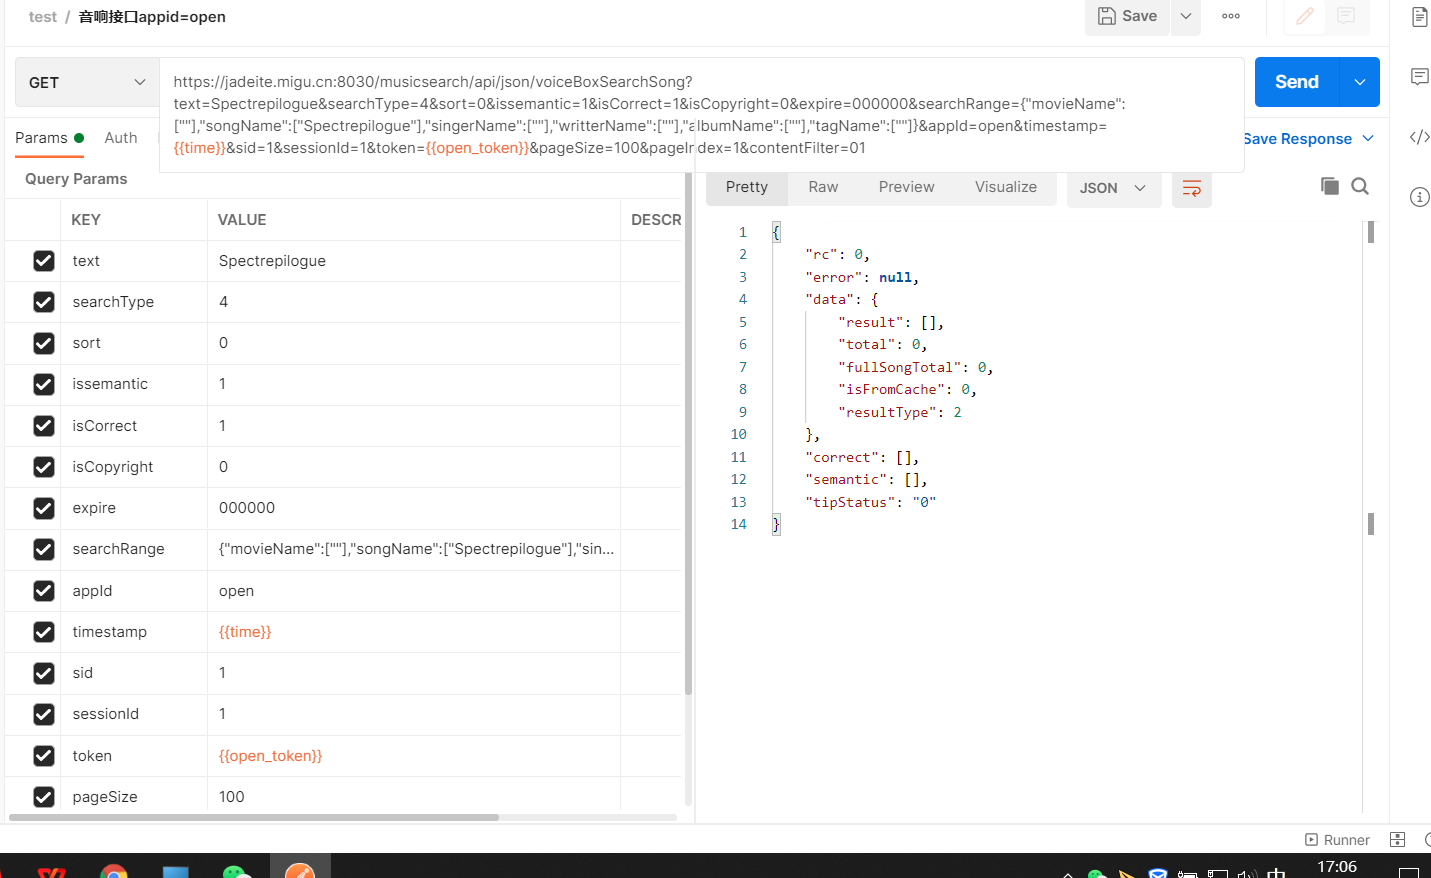 test / 音响接口appid=open
Save
GET
https://jadeite.migu.cn:8030/musicsearch/api/json/voiceBoxSearchSong?
text=Spectrepilogue&searchType=4&sort=0&issemantic=1&isCorrect=1&isCopyright=0&expire=000000&searchRange={"movieName":
[""],"songName":["Spectrepilogue"],"singerName":[""],"writterName":[""],"albumName":[""],"tagName":[""]}&appId=open&timestamp=
{{time}}&sid=1&sessionId=1&token={{open_token}}&pageSize=100&pageIndex=1&contentFilter=01
Send
Params
Auth
Save Response
Query Params
Pretty
Raw
Preview
Visualize
JSON
KEY VALUE DESCR
text Spectrepilogue
searchType 4
sort 0
issemantic 1
isCorrect 1
isCopyright 0
expire 000000
searchRange {"movieName":[""],"songName":["Spectrepilogue"],"sin...
appId open
timestamp {{time}}
sid 1
sessionId 1
token {{open_token}}
pageSize 100
1 {
2 "rc": 0,
3 "error": null,
4 "data": {
5 "result": [],
6 "total": 0,
7 "fullSongTotal": 0,
8 "isFromCache": 0,
9 "resultType": 2
10 },
11 "correct": [],
12 "semantic": [],
13 "tipStatus": "0"
14 }
Runner
中
17:06